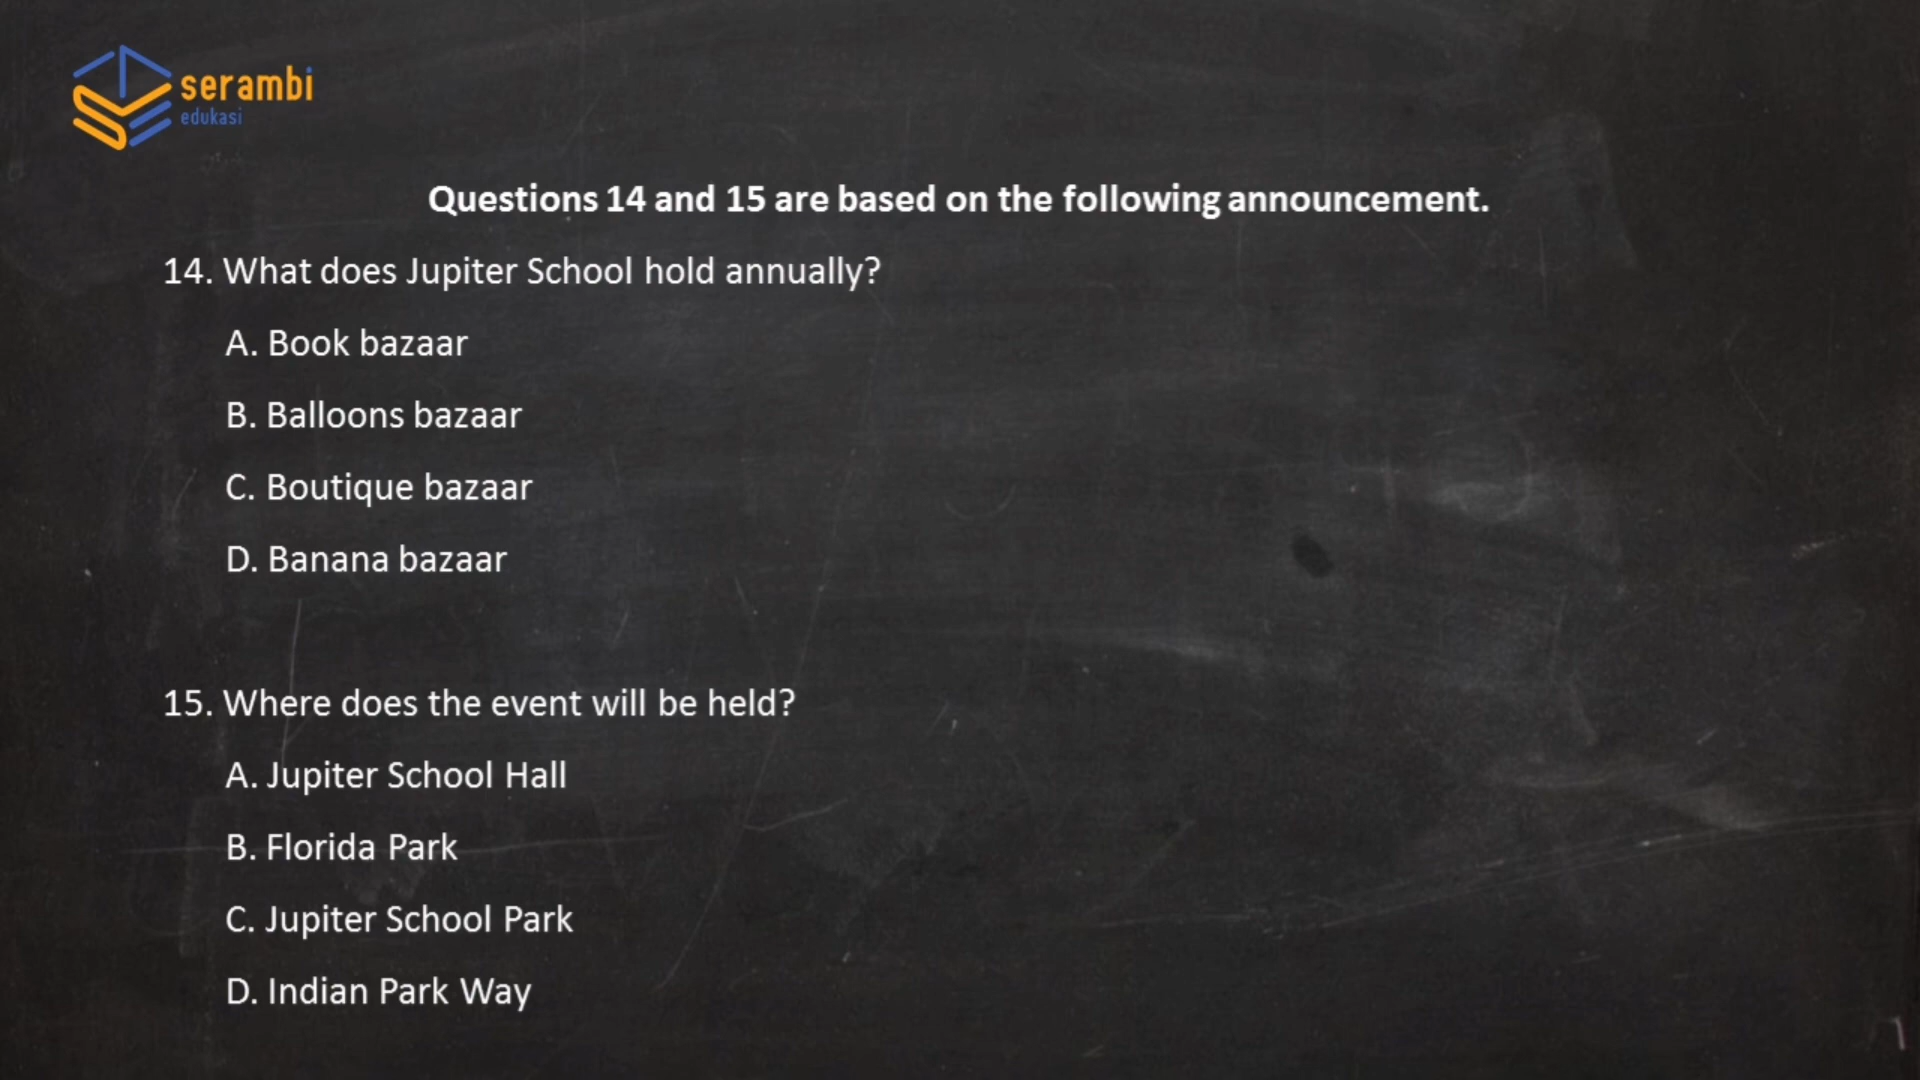 serambi
edukasi
Questions 14 and 15 are based on the following announcement.
14. What does Jupiter School hold annually?
A. Book bazaar
B. Balloons bazaar
C. Boutique bazaar
D. Banana bazaar
15. Where does the event will be held?
A. Jupiter School Hall
B. Florida Park
C. Jupiter School Park
D. Indian Park Way